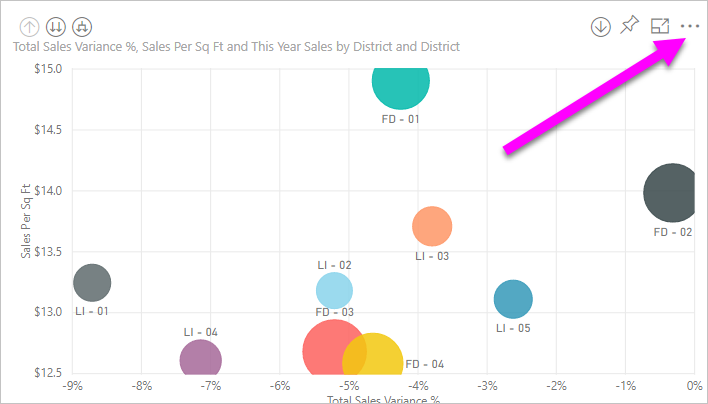 Total Sales Variance %, Sales Per Sq Ft and This Year Sales by District and District
$15.0
FD - 01
$14.5
$14.0
FD - 02
Sales Per Sq Ft
$13.5
LI - 03
LI - 02
LI - 01
$13.0
FD - 03
LI - 05
LI - 04
FD - 04
$12.5
-9% -8% -7% -6% -5% -4% -3% -2% -1% 0%
Total Sales Variance %